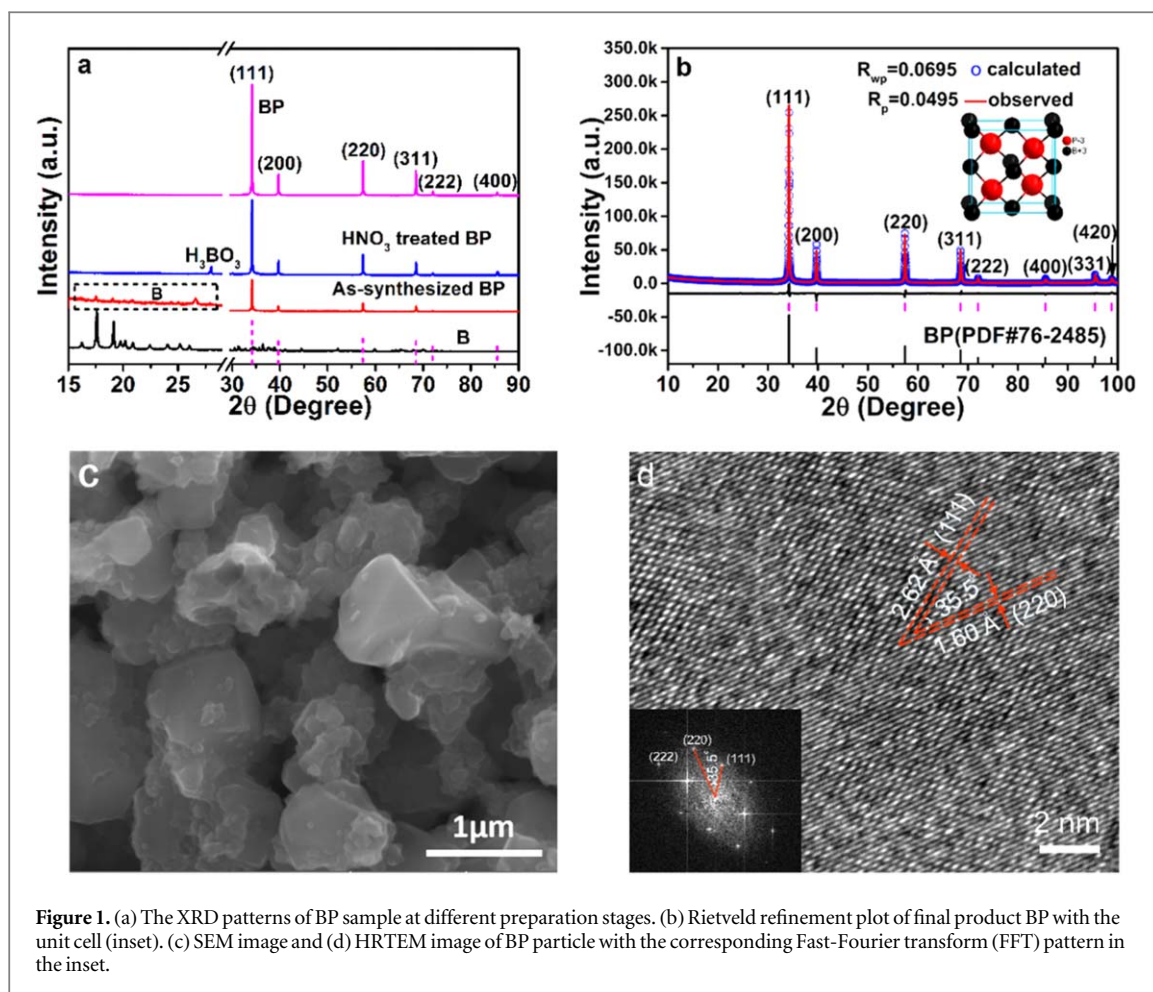 a
(111)
BP
(200)
(220)
(311)
(222)
(400)
HNO3 treated BP
H3BO3
As-synthesized BP
B
B
15 20 25 30 40 50 60 70 80 90
2θ (Degree)
Intensity (a.u.)
b
350.0k
300.0k
250.0k
200.0k
150.0k
100.0k
50.0k
0.0
-50.0k
-100.0k
Rwp=0.0695 calculated
Rp=0.0495 observed
P-3
B+3
(111)
(200)
(220)
(311)
(222)
(400)
(331)
(420)
BP(PDF#76-2485)
10 20 30 40 50 60 70 80 90 100
2θ (Degree)
Intensity (a.u.)
c
1μm
d
2.62 Å (111)
35.5°
1.60 Å (220)
(220)
(222)
(111)
35.5°
2 nm
Figure 1. (a) The XRD patterns of BP sample at different preparation stages. (b) Rietveld refinement plot of final product BP with the
unit cell (inset). (c) SEM image and (d) HRTEM image of BP particle with the corresponding Fast-Fourier transform (FFT) pattern in
the inset.